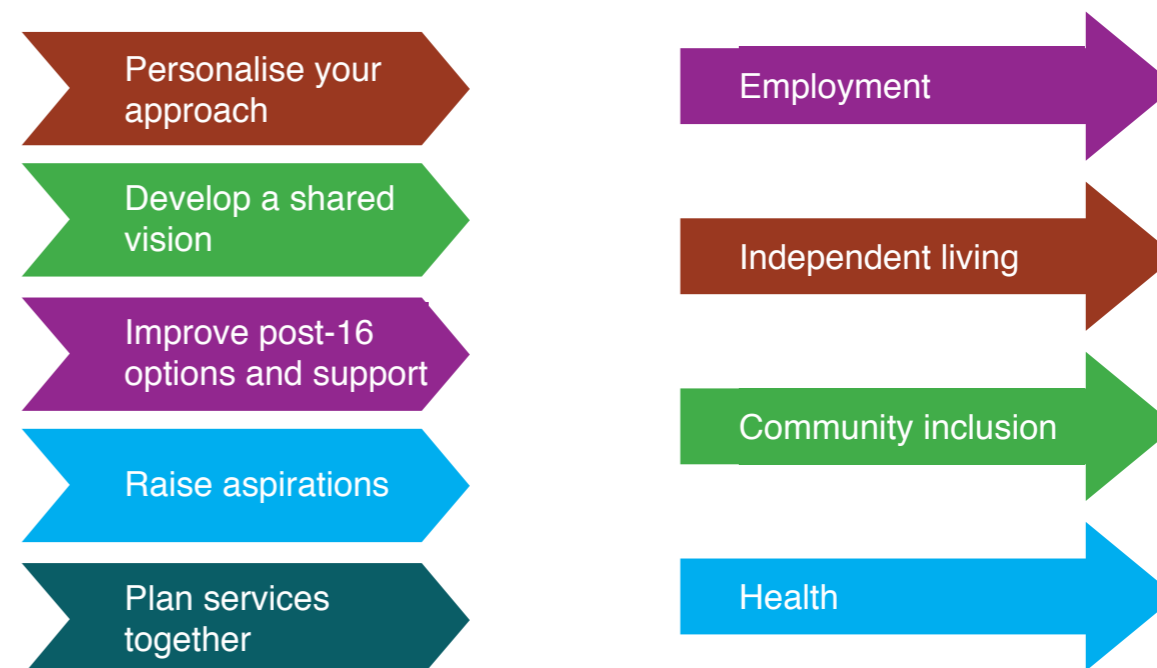 Personalise your
approach
Develop a shared
vision
Improve post-16
options and support
Raise aspirations
Plan services
together
Employment
Independent living
Community inclusion
Health